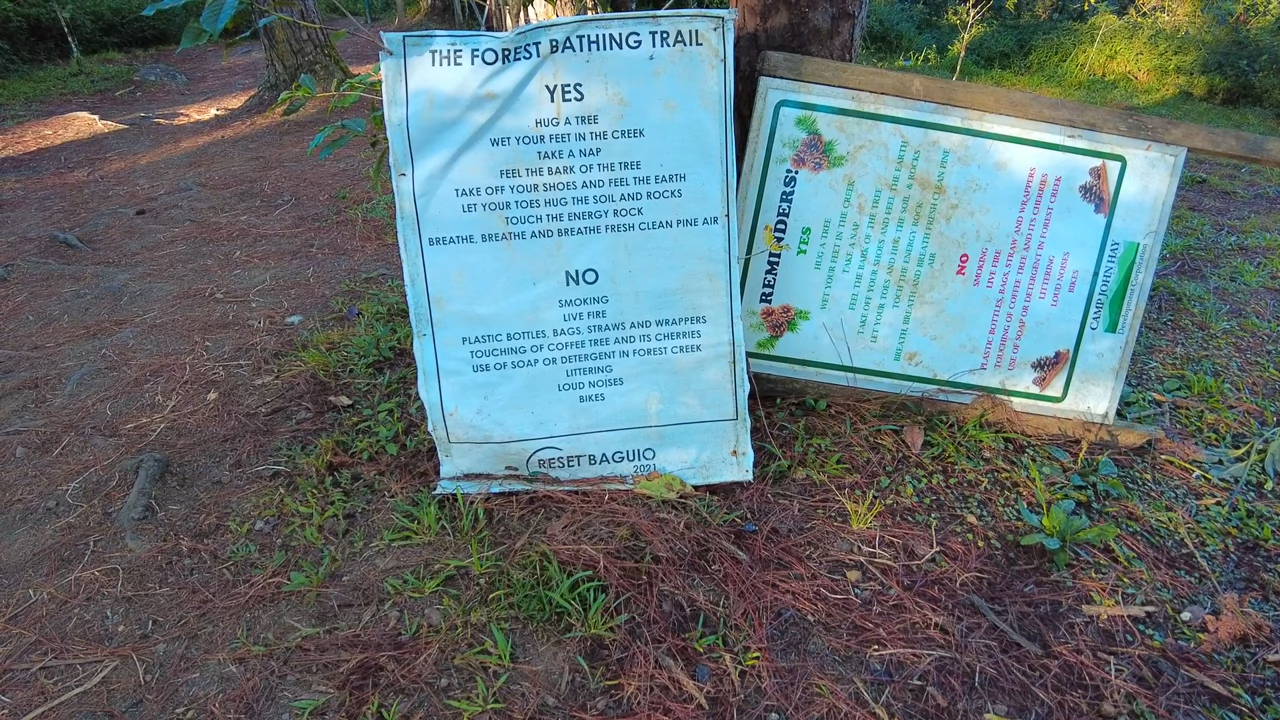 THE FOREST BATHING TRAIL
YES
HUG A TREE
WET YOUR FEET IN THE CREEK
TAKE A NAP
FEEL THE BARK OF THE TREE
TAKE OFF YOUR SHOES AND FEEL THE EARTH
LET YOUR TOES HUG THE SOIL AND ROCKS
TOUCH THE ENERGY ROCK
BREATHE, BREATHE AND BREATHE FRESH CLEAN PINE AIR
NO
SMOKING
LIVE FIRE
PLASTIC BOTTLES, BAGS, STRAWS AND WRAPPERS
TOUCHING OF COFFEE TREE AND ITS CHERRIES
USE OF SOAP OR DETERGENT IN FOREST CREEK
LITTERING
LOUD NOISES
BIKES
RESET BAGUIO
2021
REMINDERS!
YES
HUG A TREE
WET YOUR FEET IN THE CREEK
TAKE A NAP
FEEL THE BARK OF THE TREE
TAKE OFF YOUR SHOES AND FEEL THE EARTH
LET YOUR TOES AND HUG THE SOIL & ROCKS
TOUCH THE ENERGY ROCK
BREATH, BREATH AND BREATH FRESH CLEAN PINE
AIR
NO
SMOKING
LIVE FIRE
PLASTIC BOTTLES, BAGS, STRAW AND WRAPPERS
TOUCHING OF COFFEE TREE AND ITS CHERRIES
USE OF SOAP OR DETERGENT IN FOREST CREEK
LITTERING
LOUD NOISES
BIKES
CAMP JOHN HAY
Development Corporation